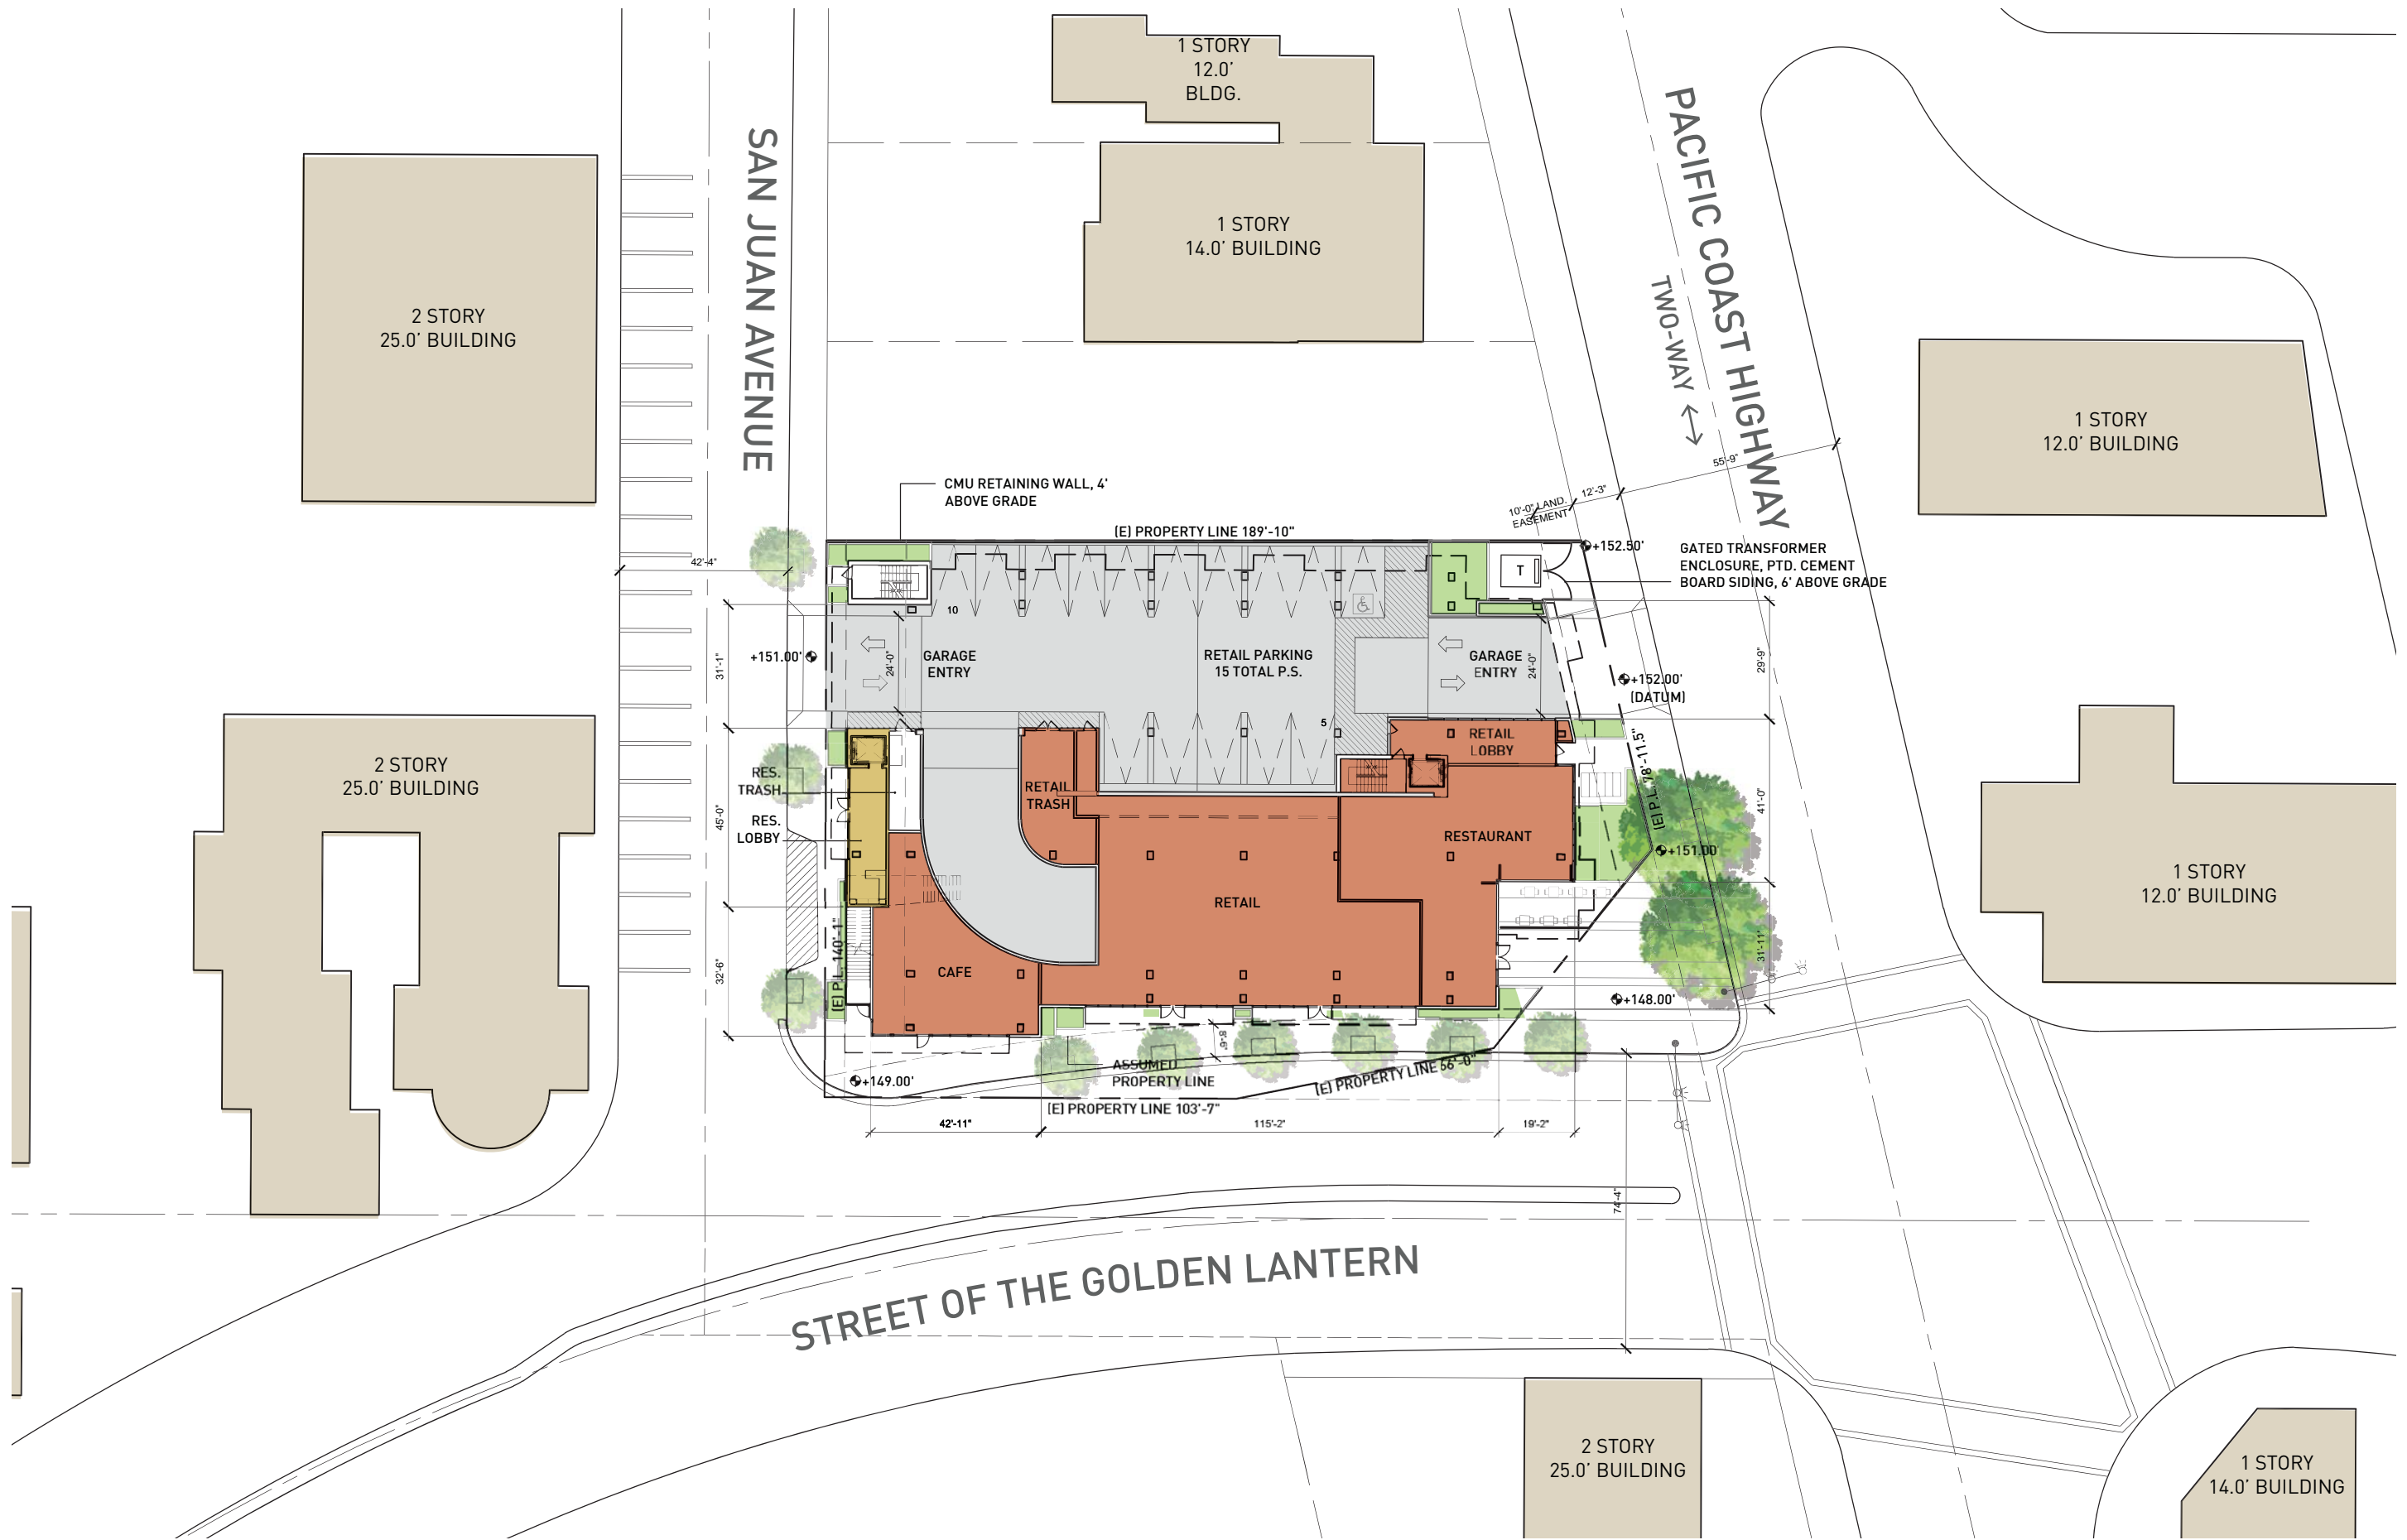 1 STORY
12.0'
BLDG.
SAN JUAN AVENUE
PACIFIC COAST HIGHWAY
TWO-WAY
2 STORY
25.0' BUILDING
1 STORY
14.0' BUILDING
1 STORY
12.0' BUILDING
55'-9"
12'-3"
10'-0" LAND.
EASEMENT
CMU RETAINING WALL, 4'
ABOVE GRADE
(E) PROPERTY LINE 189'-10"
+152.50'
GATED TRANSFORMER
ENCLOSURE, PTD. CEMENT
BOARD SIDING, 6' ABOVE GRADE
T
42'-4"
10
31'-1"
+151.00'
24'-0"
GARAGE
ENTRY
RETAIL PARKING
15 TOTAL P.S.
GARAGE
ENTRY
24'-0"
29'-9"
+152.00'
(DATUM)
5
RETAIL
LOBBY
2 STORY
25.0' BUILDING
RES.
TRASH
RES.
LOBBY
45'-0"
RETAIL
TRASH
RESTAURANT
(E) P.L. 78'-11.5"
41'-0"
+151.00'
1 STORY
12.0' BUILDING
RETAIL
32'-6"
(E) P.L. 140'-1"
CAFE
31'-11"
+148.00'
8'-6"
+149.00'
ASSUMED
PROPERTY LINE
(E) PROPERTY LINE 66'-0"
(E) PROPERTY LINE 103'-7"
42'-11"
115'-2"
19'-2"
74'-4"
STREET OF THE GOLDEN LANTERN
2 STORY
25.0' BUILDING
1 STORY
14.0' BUILDING